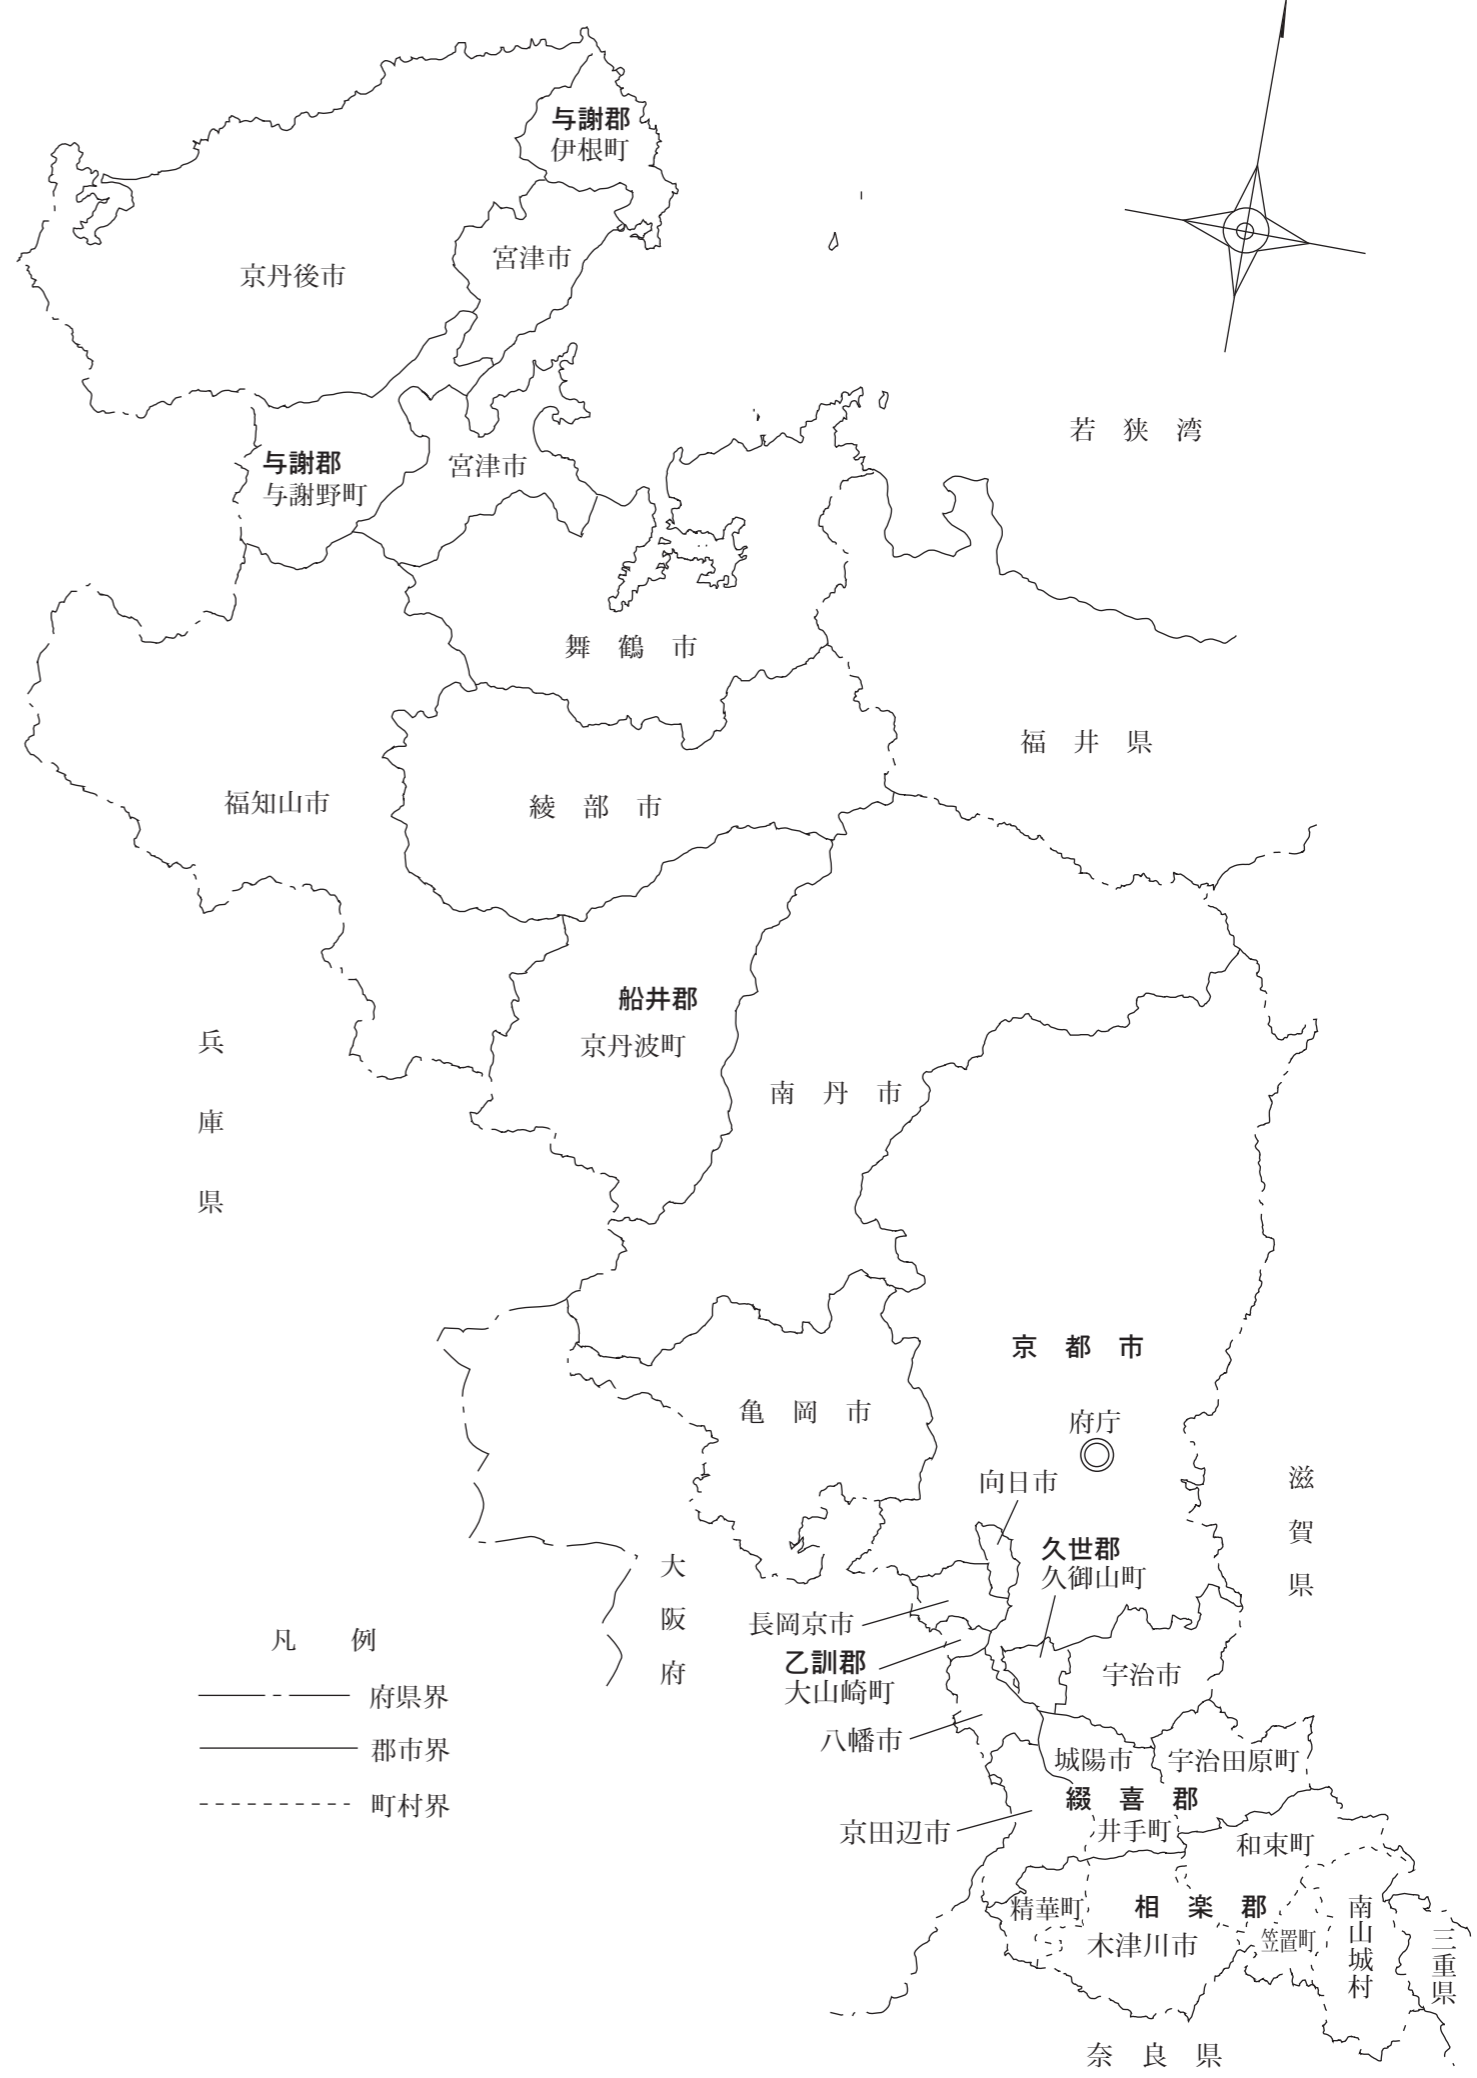 与謝郡
伊根町
宮津市
京丹後市
若狭湾
与謝郡
与謝野町
宮津市
舞鶴市
福井県
福知山市
綾部市
船井郡
京丹波町
兵庫県
南丹市
京都市
亀岡市
府庁
向日市
滋賀県
久世郡
久御山町
大阪府
長岡京市
乙訓郡
大山崎町
宇治市
八幡市
城陽市
宇治田原町
綴喜郡
京田辺市
井手町
和束町
精華町
相楽郡
木津川市
笠置町
南山城村
三重県
奈良県
凡例
府県界
郡市界
町村界